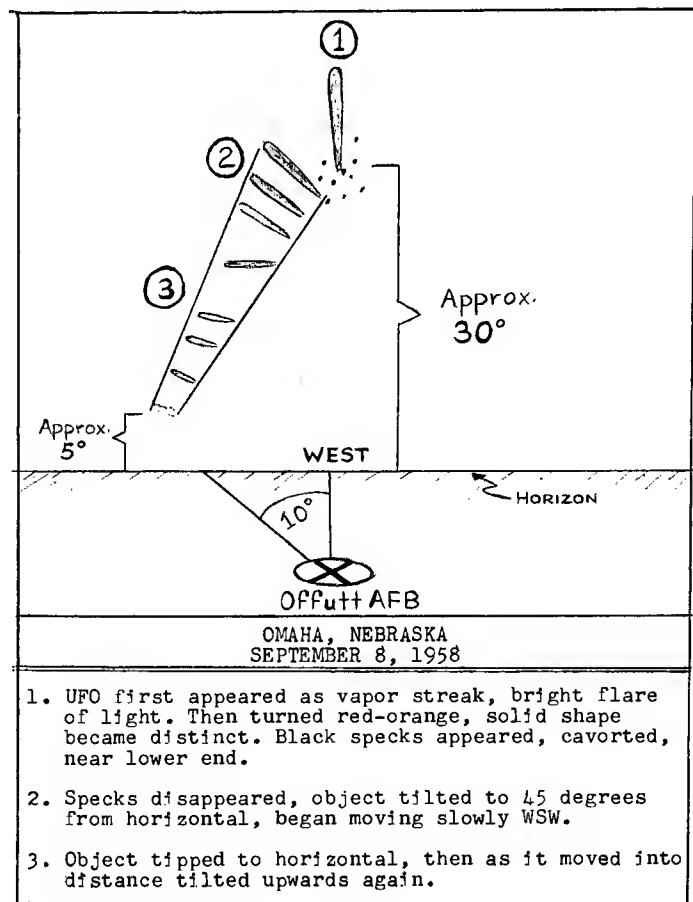 1
2
3
Approx.
30°
Approx.
5°
WEST
HORIZON
10°
Offutt AFB
OMAHA, NEBRASKA
SEPTEMBER 8, 1958
1. UFO first appeared as vapor streak, bright flare
of light. Then turned red-orange, solid shape
became distinct. Black specks appeared, cavorted,
near lower end.
2. Specks disappeared, object tilted to 45 degrees
from horizontal, began moving slowly WSW.
3. Object tipped to horizontal, then as it moved into
distance tilted upwards again.